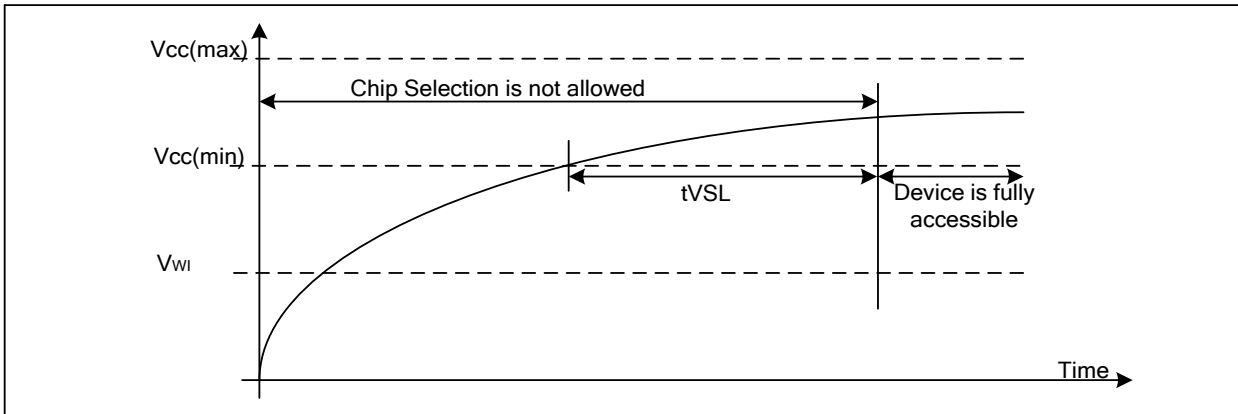 Vcc(max)
Chip Selection is not allowed
Vcc(min)
tVSL
Device is fully
accessible
VWI
Time